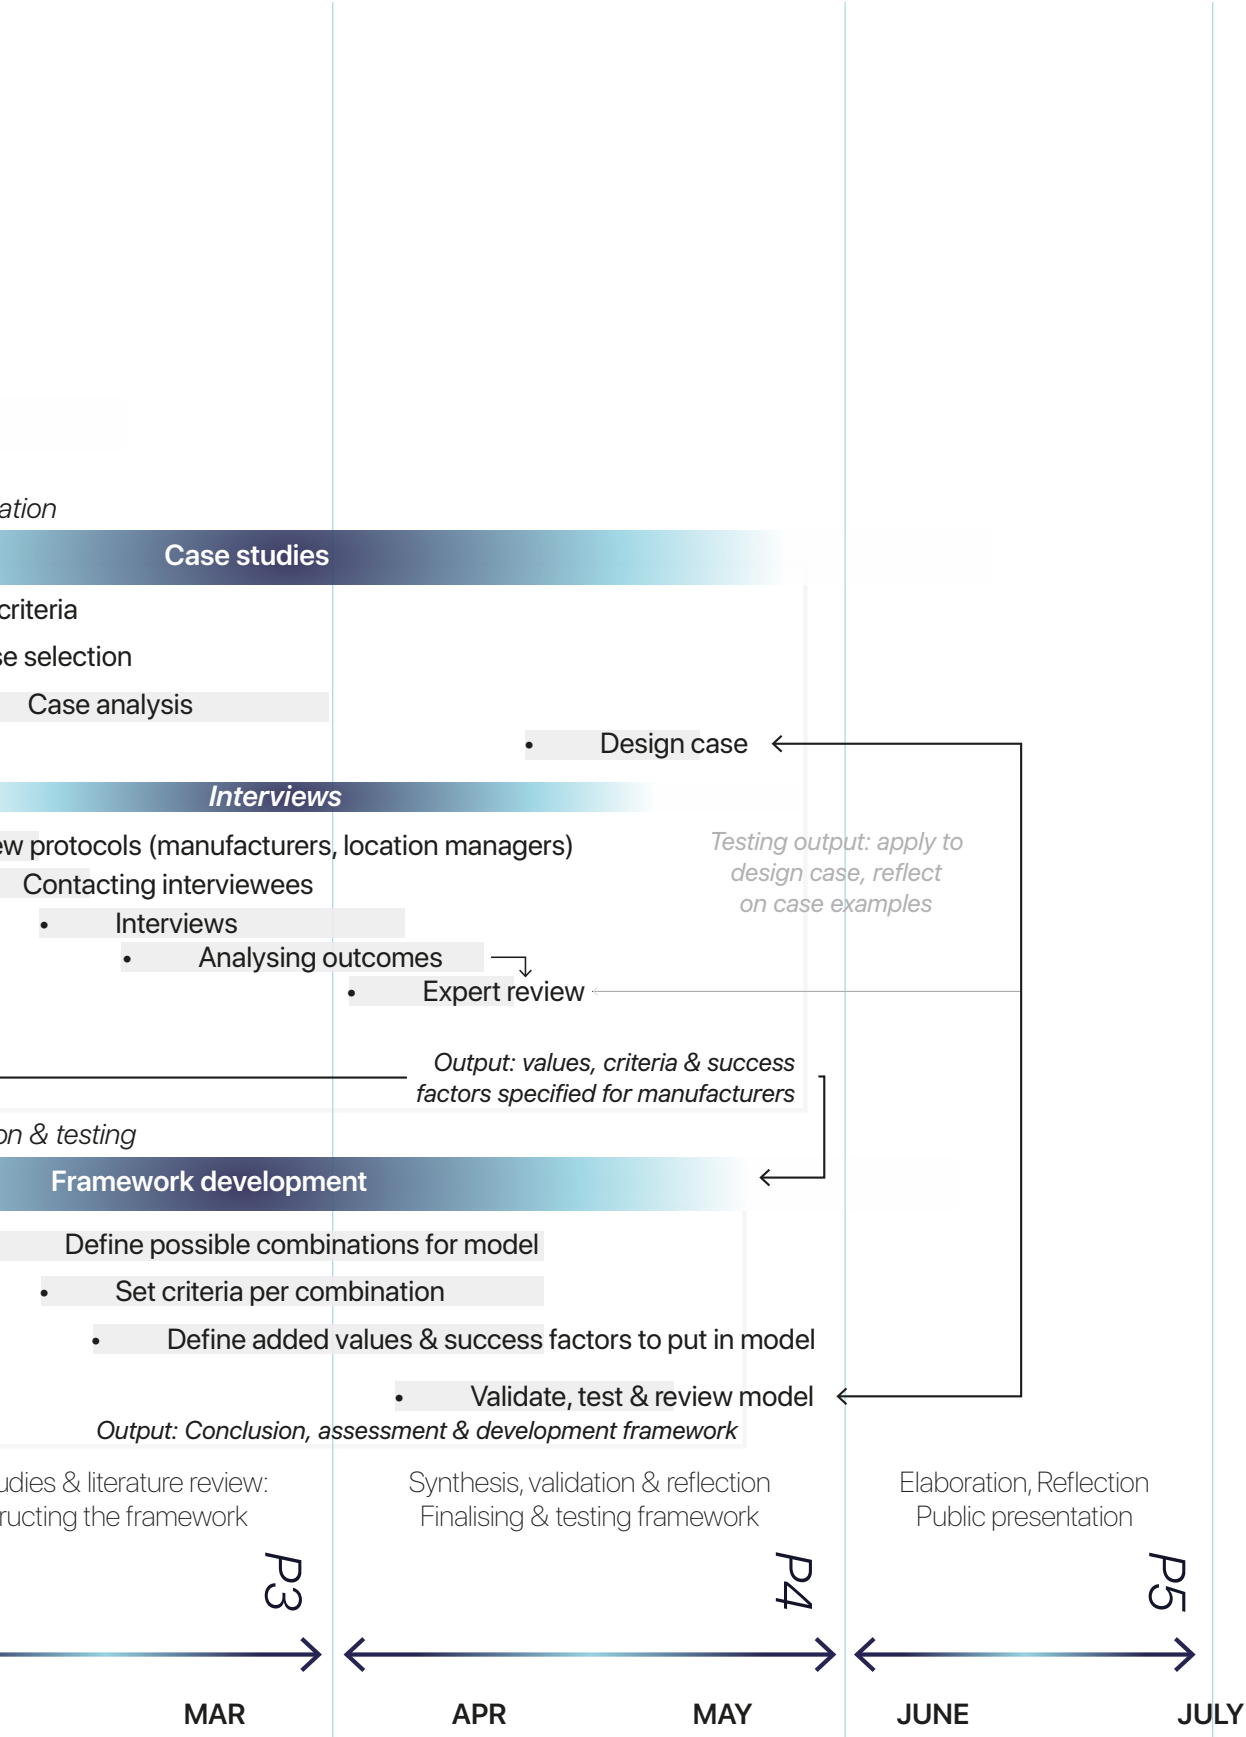 ation
Case studies
criteria
se selection
Case analysis
• Design case
Interviews
ew protocols (manufacturers, location managers)
Testing output: apply to
design case, reflect
on case examples
Contacting interviewees
• Interviews
• Analysing outcomes
• Expert review
Output: values, criteria & success
factors specified for manufacturers
on & testing
Framework development
Define possible combinations for model
• Set criteria per combination
• Define added values & success factors to put in model
• Validate, test & review model
Output: Conclusion, assessment & development framework
udies & literature review:
ructing the framework
Synthesis, validation & reflection
Finalising & testing framework
Elaboration, Reflection
Public presentation
P3
P4
P5
MAR
APR
MAY
JUNE
JULY